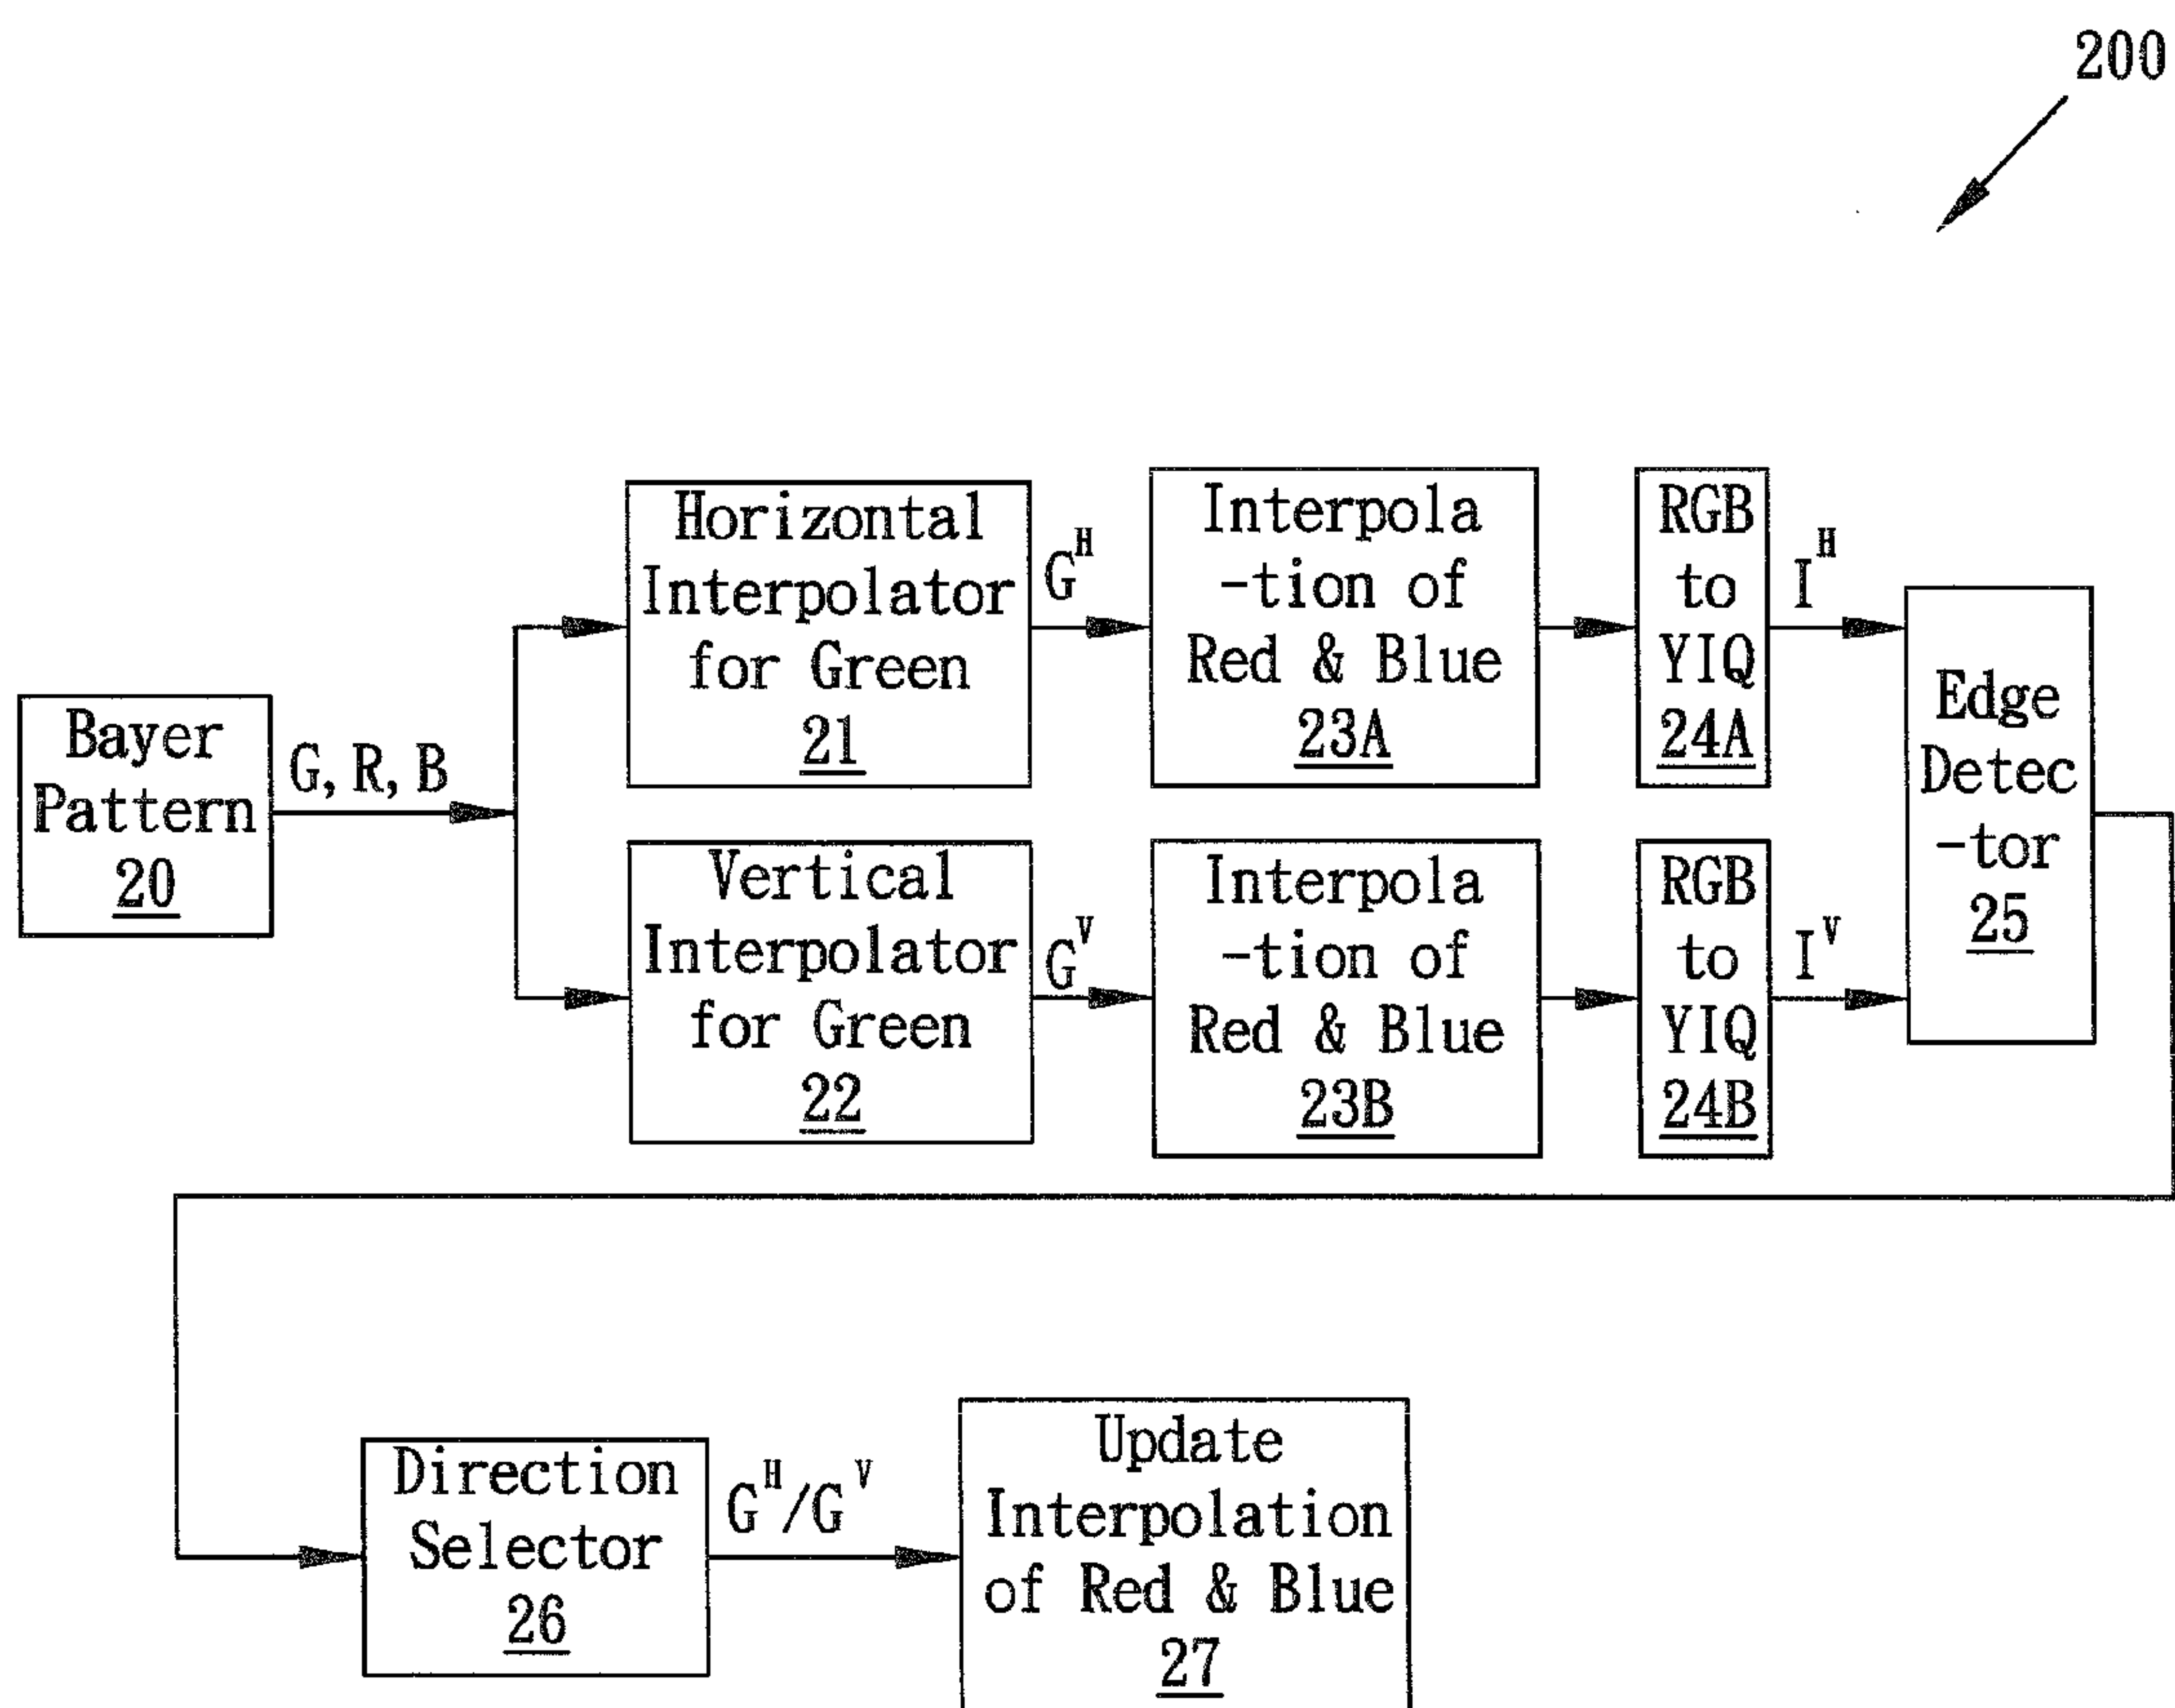 200
Bayer
Pattern
20
G, R, B
Horizontal
Interpolator
for Green
21
G^H
Interpola
-tion of
Red & Blue
23A
RGB
to
YIQ
24A
I^H
Vertical
Interpolator
for Green
22
G^V
Interpola
-tion of
Red & Blue
23B
RGB
to
YIQ
24B
I^V
Edge
Detec
-tor
25
Direction
Selector
26
G^H/G^V
Update
Interpolation
of Red & Blue
27